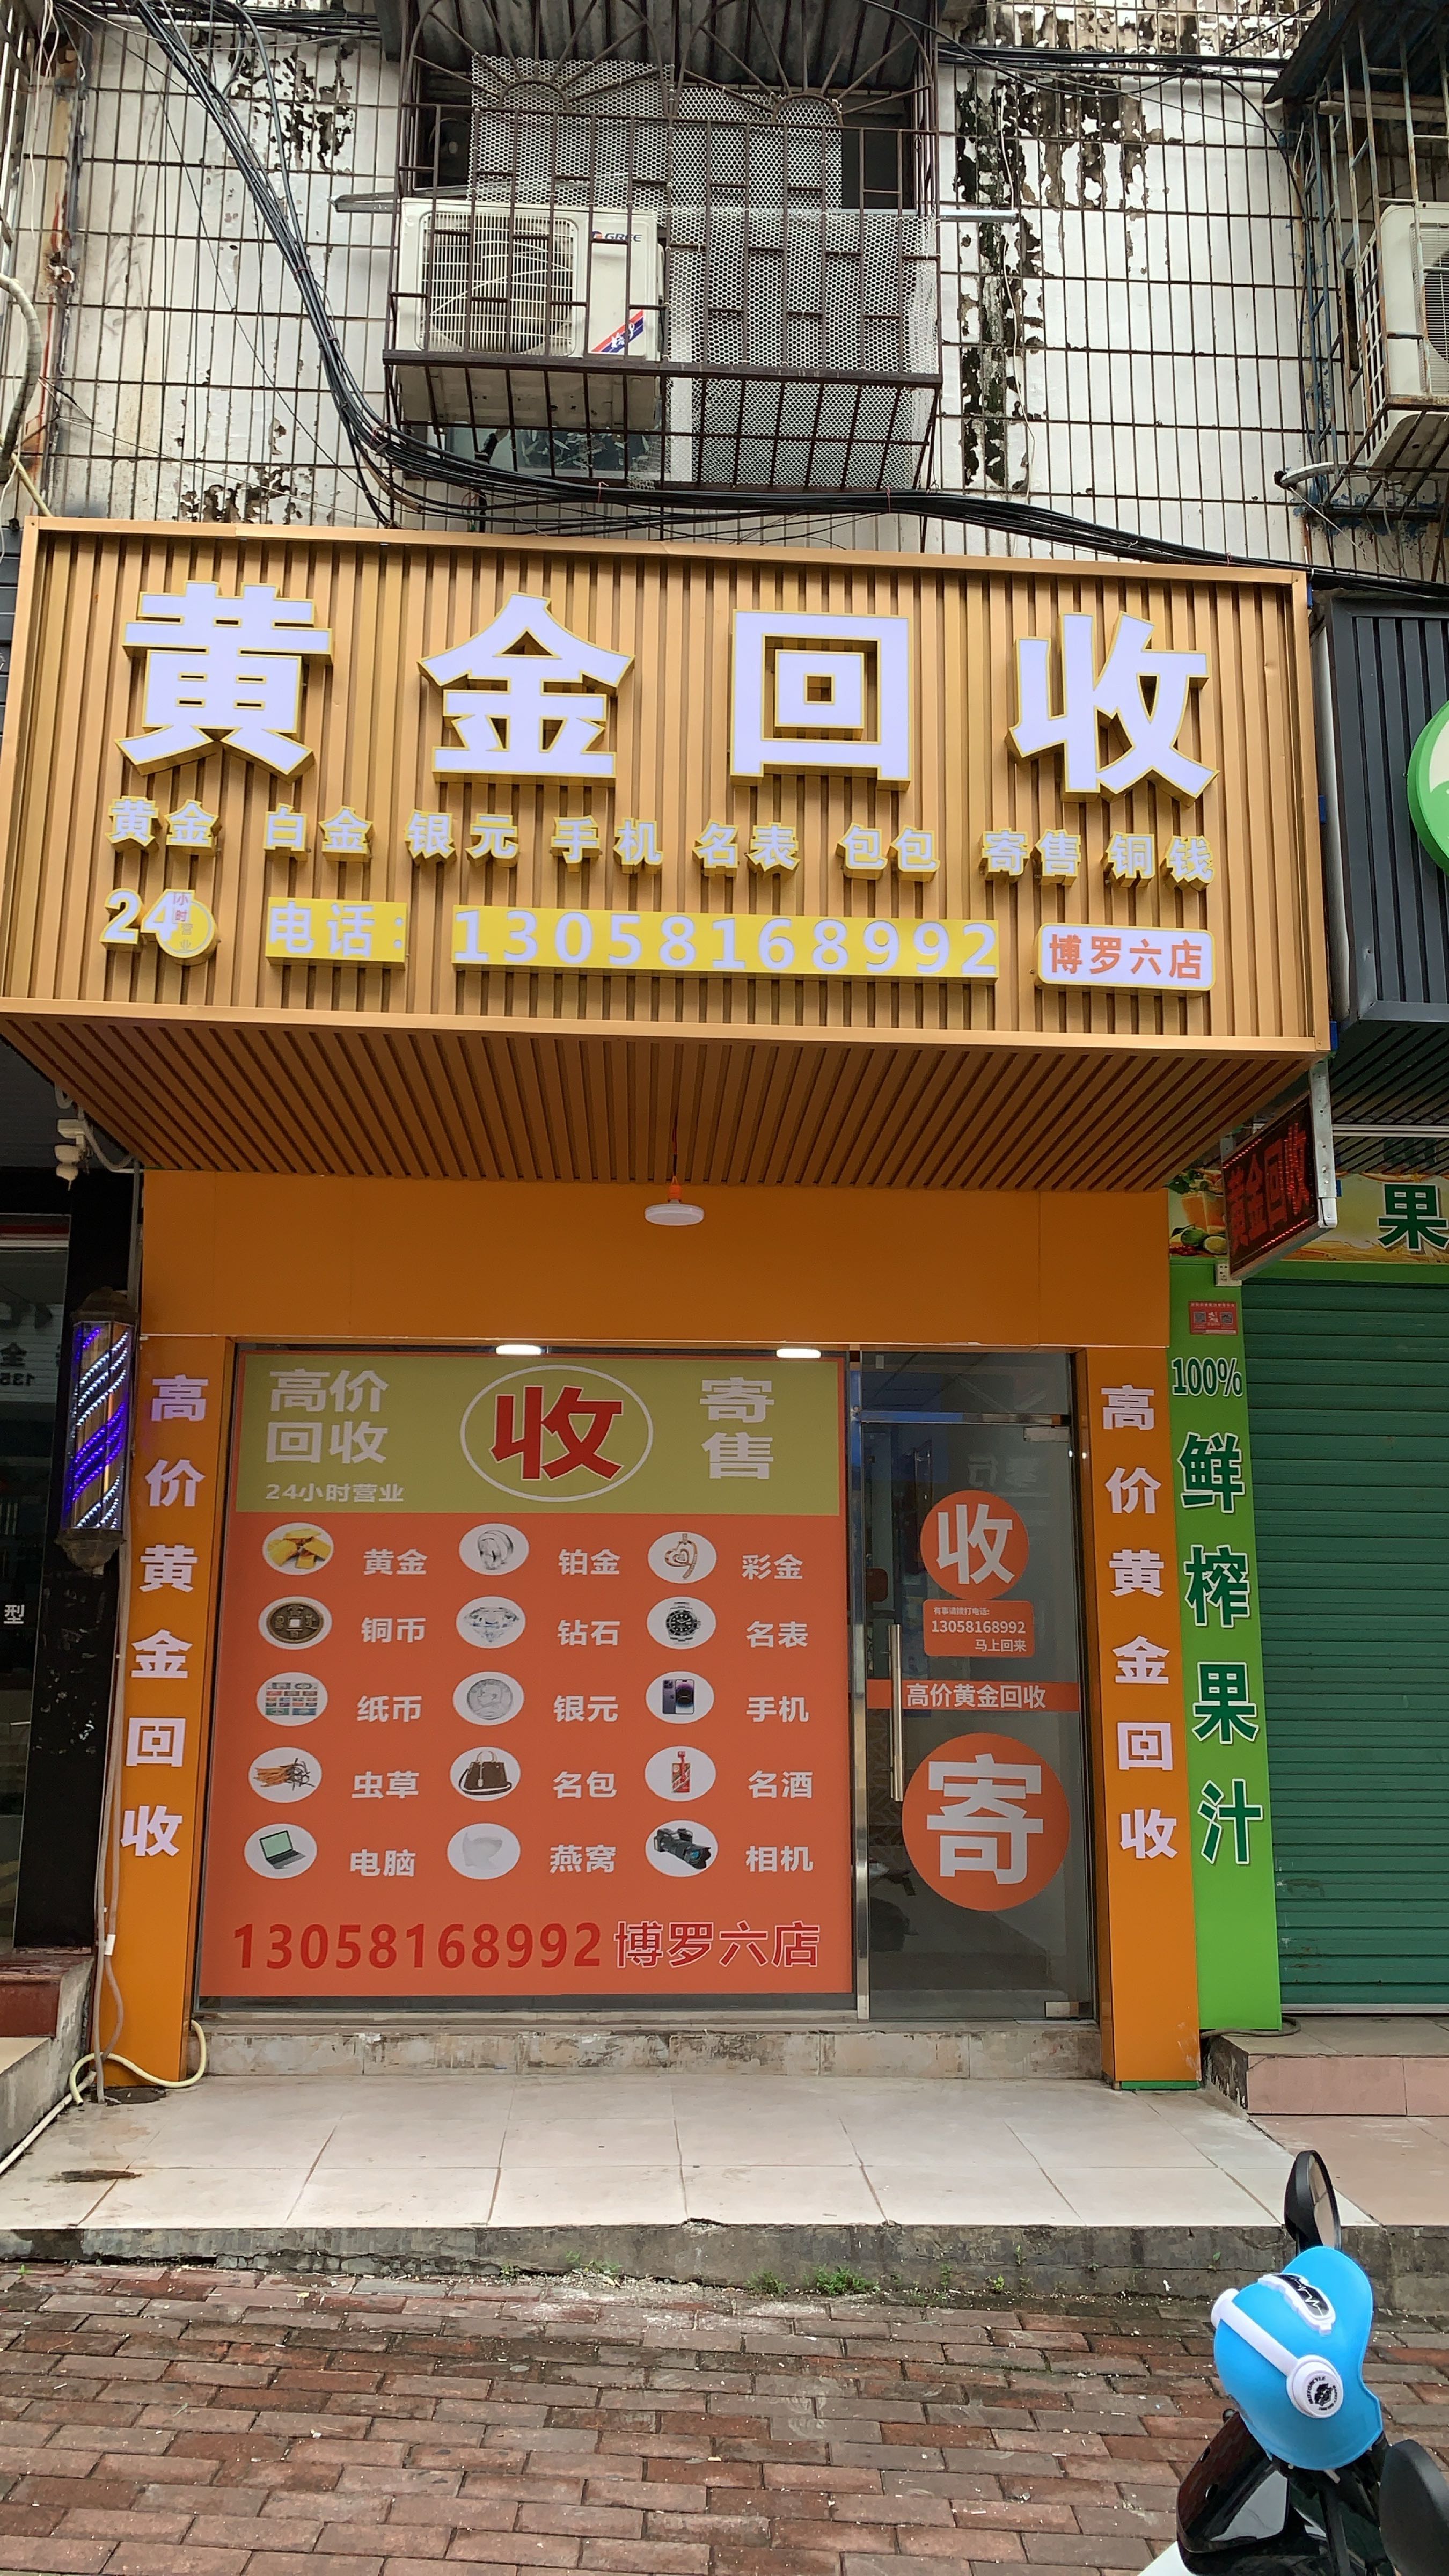 GREE
黄金回收
黄金 白金 银元 手机 名表 包包 寄售 铜钱
24小时营业 电话：13058168992 博罗六店
黄金回收
果
高价黄金回收
高价
回收
24小时营业
收
寄
售
黄金 铂金 彩金
铜币 钻石 名表
纸币 银元 手机
虫草 名包 名酒
电脑 燕窝 相机
13058168992 博罗六店
收
有事请拨打电话:
13058168992
马上回来
高价黄金回收
寄
高价黄金回收
100%
鲜榨果汁
型